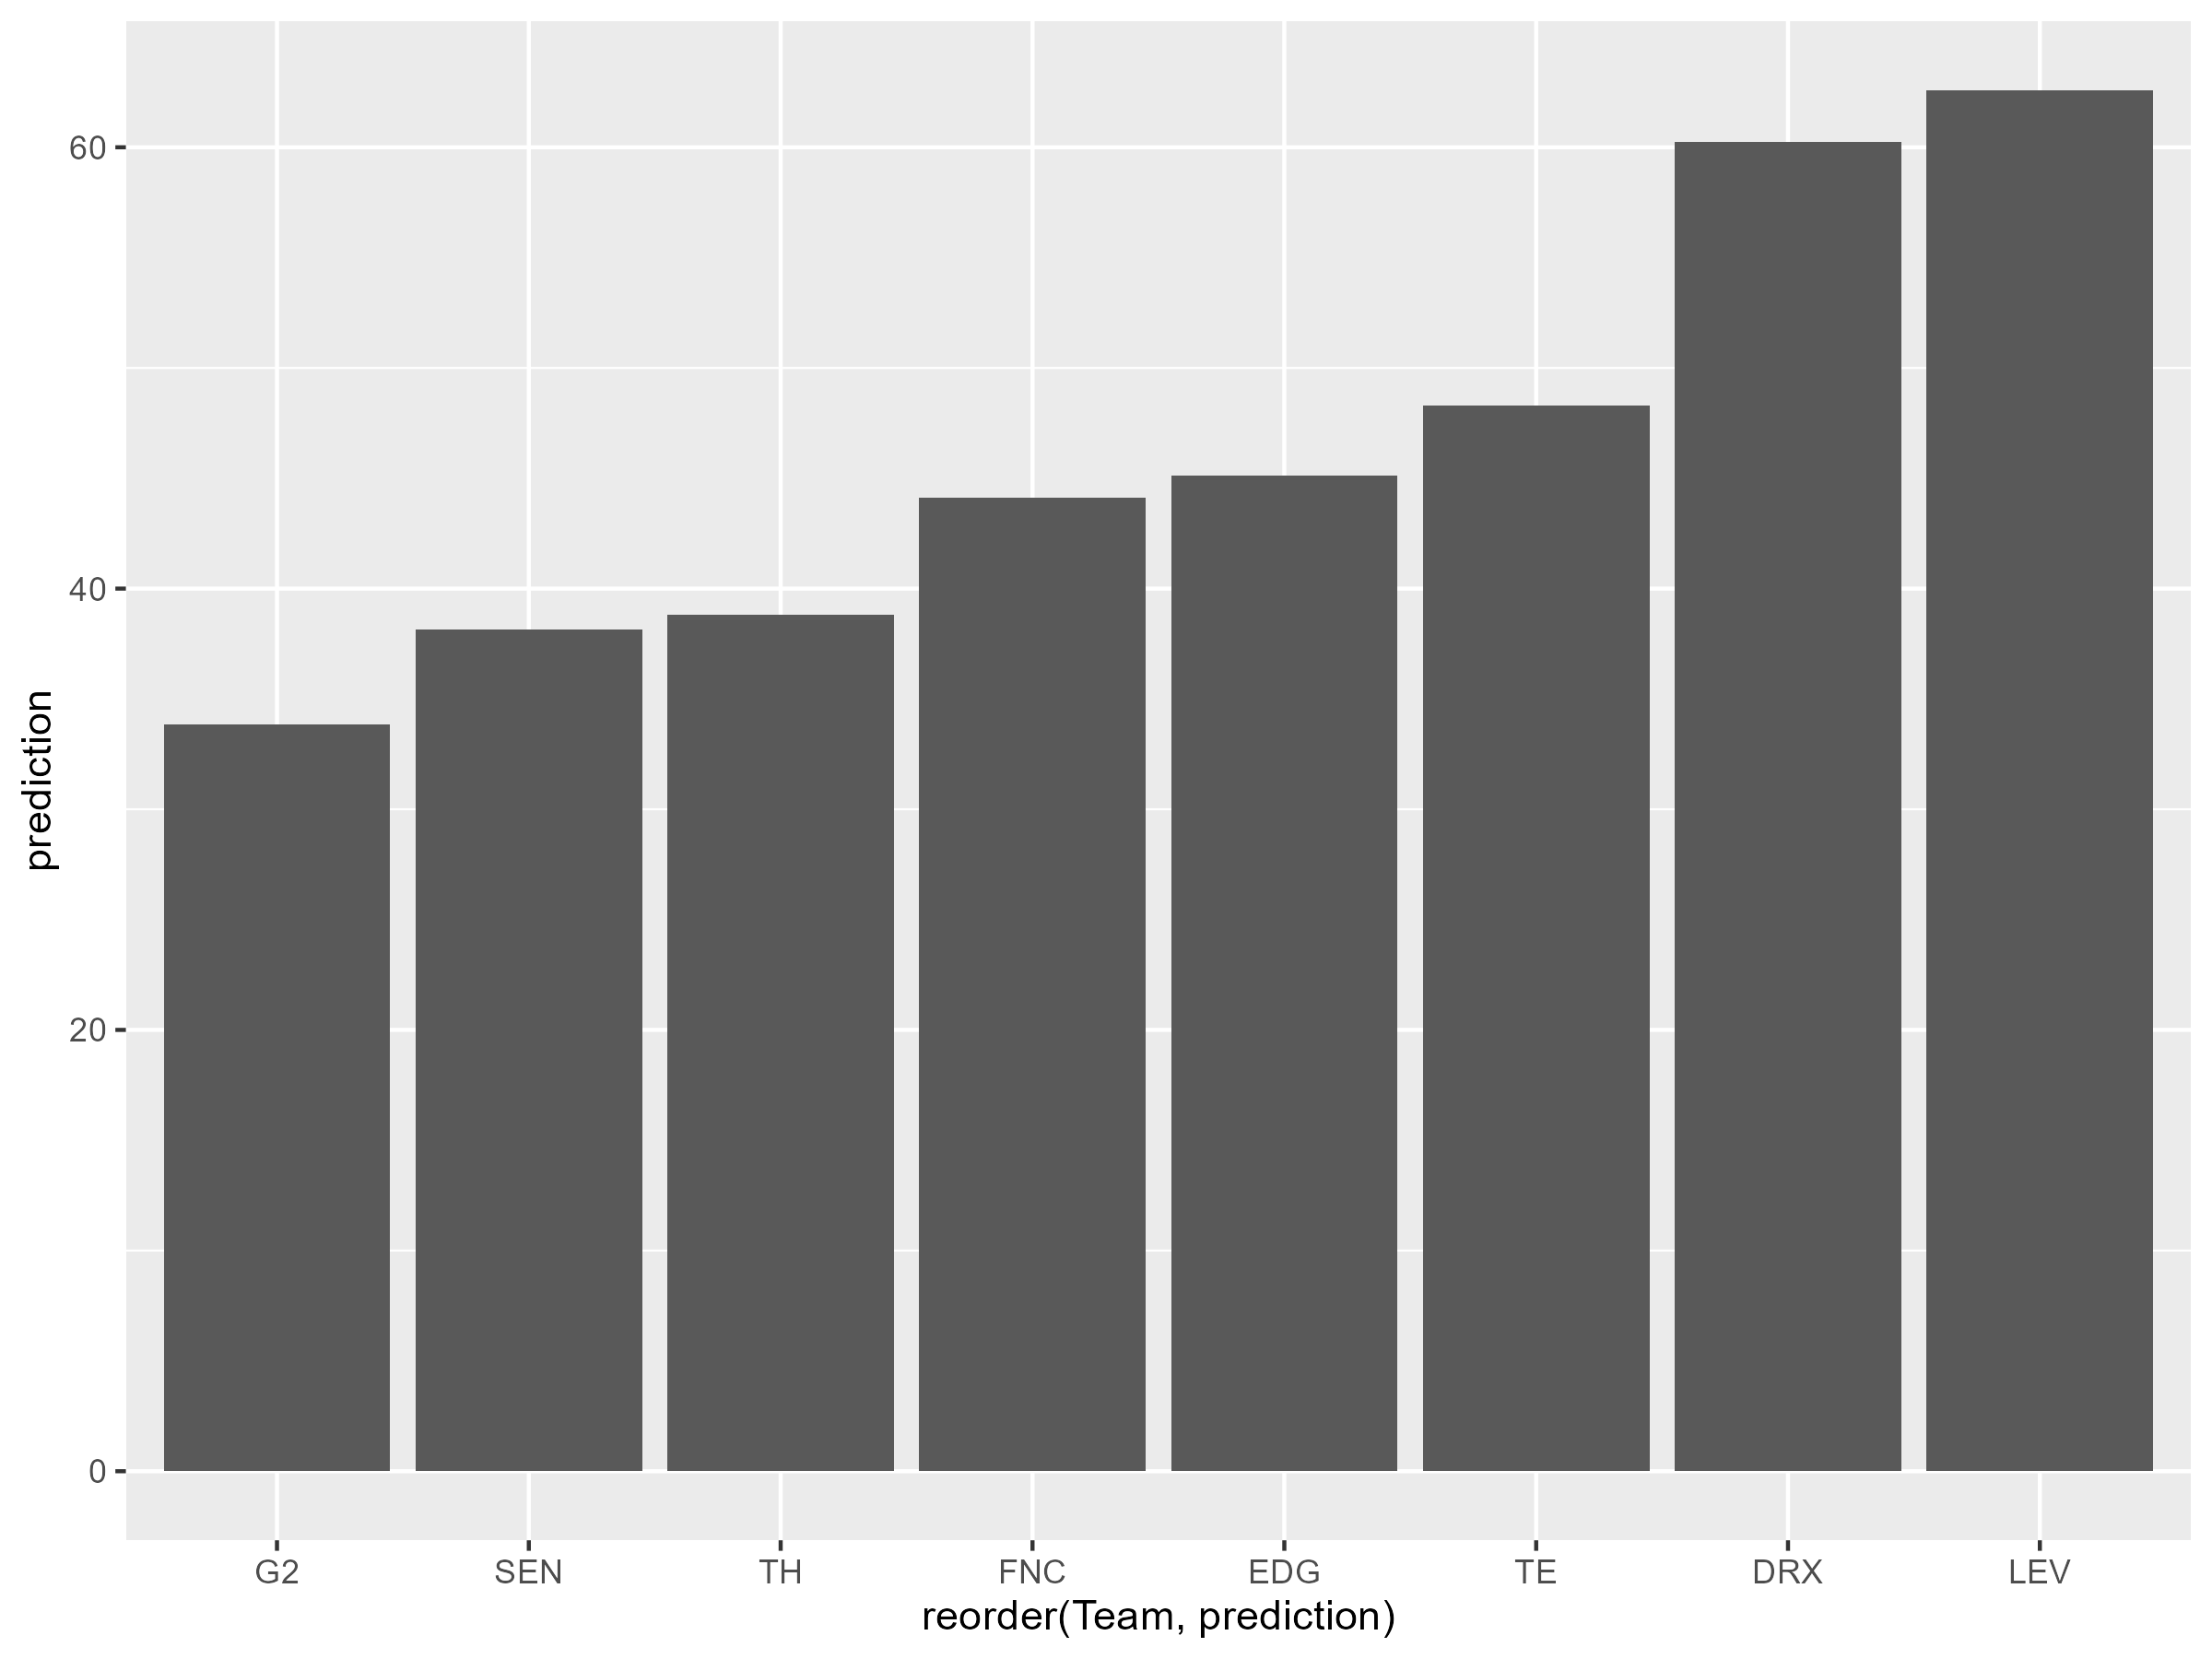 prediction
60
40
20
0
G2 SEN TH FNC EDG TE DRX LEV
reorder(Team, prediction)